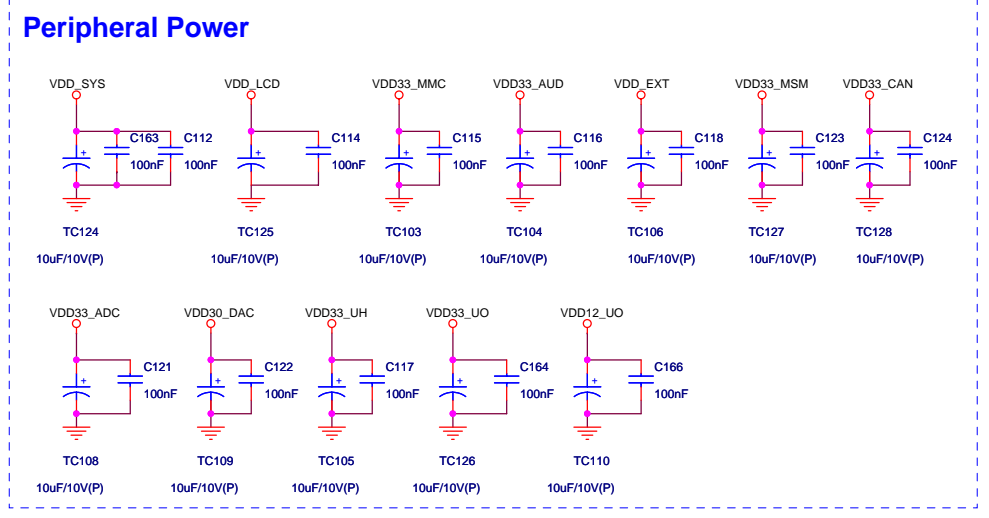 Peripheral Power
VDD_SYS VDD_LCD VDD33_MMC VDD33_AUD VDD_EXT VDD33_MSM VDD33_CAN
C163 C112 C114 C115 C116 C118 C123 C124
+ + + + + + +
100nF 100nF 100nF 100nF 100nF 100nF 100nF 100nF
TC124 TC125 TC103 TC104 TC106 TC127 TC128
10uF/10V(P) 10uF/10V(P) 10uF/10V(P) 10uF/10V(P) 10uF/10V(P) 10uF/10V(P) 10uF/10V(P)
VDD33_ADC VDD30_DAC VDD33_UH VDD33_UO VDD12_UO
C121 C122 C117 C164 C166
+ + + + +
100nF 100nF 100nF 100nF 100nF
TC108 TC109 TC105 TC126 TC110
10uF/10V(P) 10uF/10V(P) 10uF/10V(P) 10uF/10V(P) 10uF/10V(P)